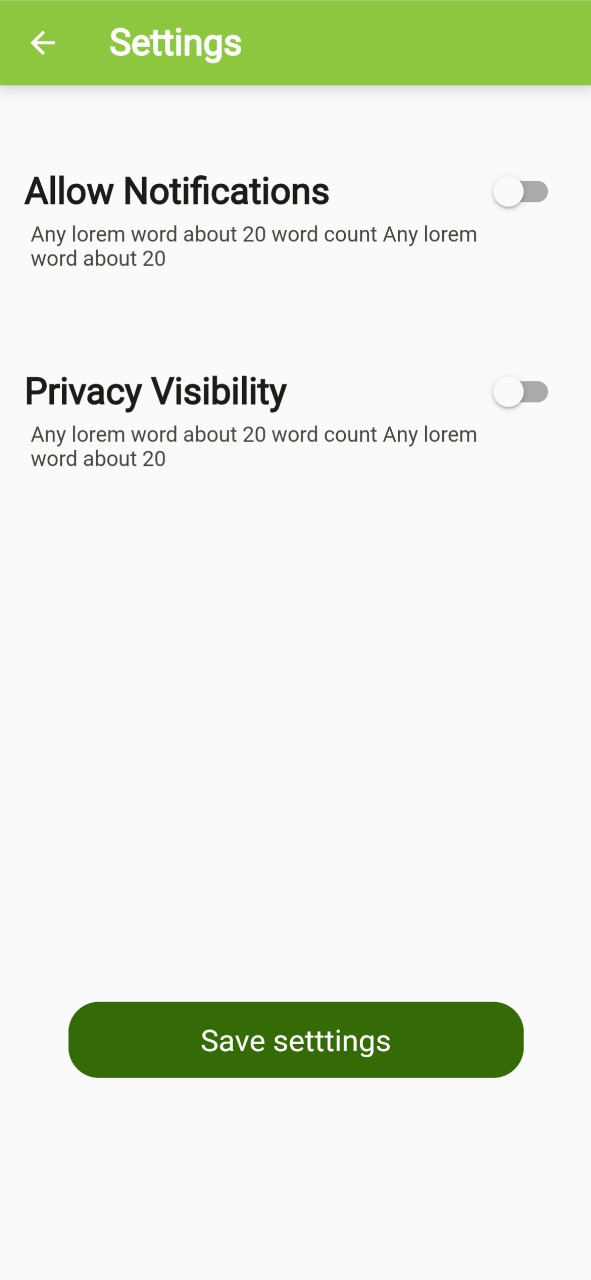 Settings
Allow Notifications
Any lorem word about 20 word count Any lorem
word about 20
Privacy Visibility
Any lorem word about 20 word count Any lorem
word about 20
Save setttings